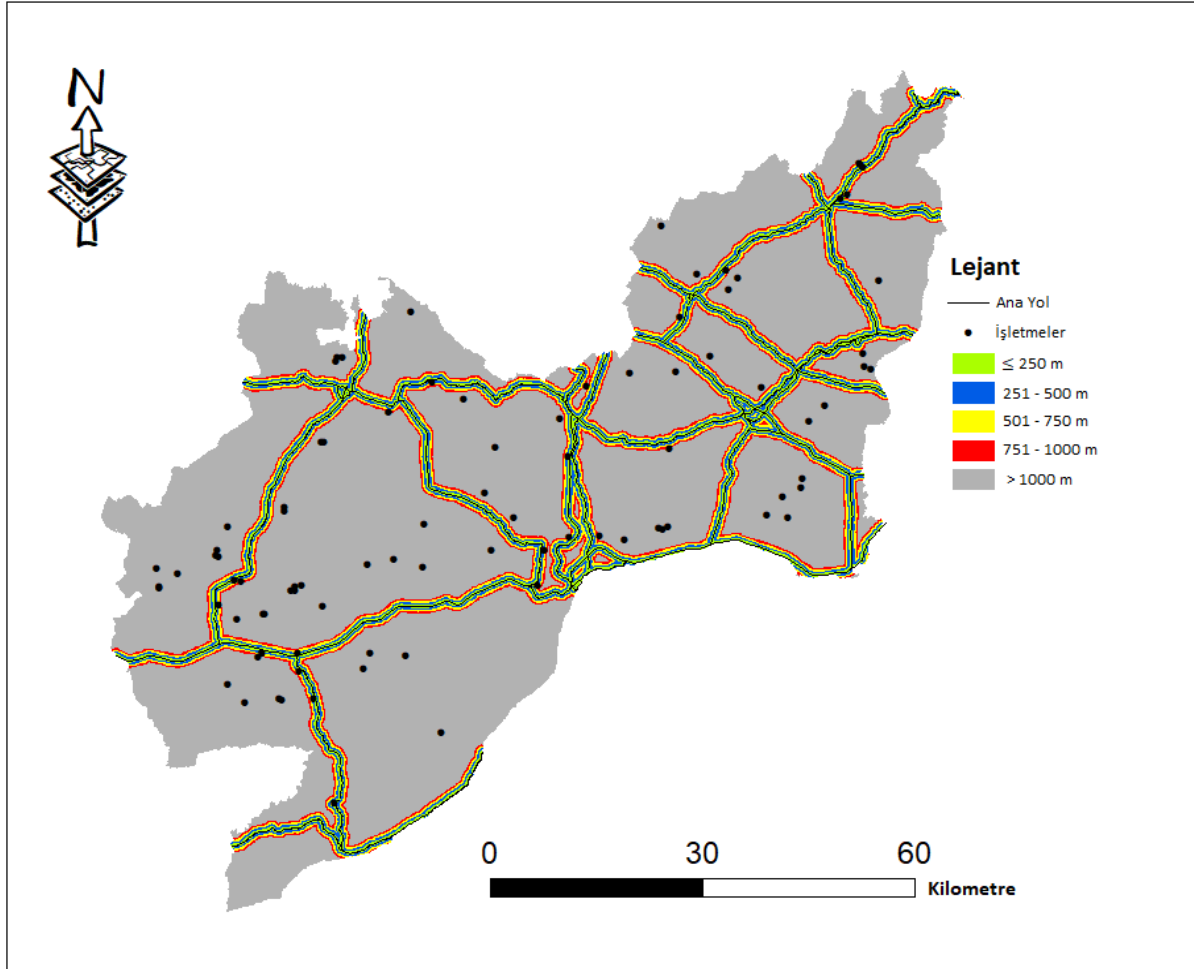 N
Lejant
Ana Yol
İşletmeler
≤ 250 m
251 - 500 m
501 - 750 m
751 - 1000 m
> 1000 m
0 30 60
Kilometre